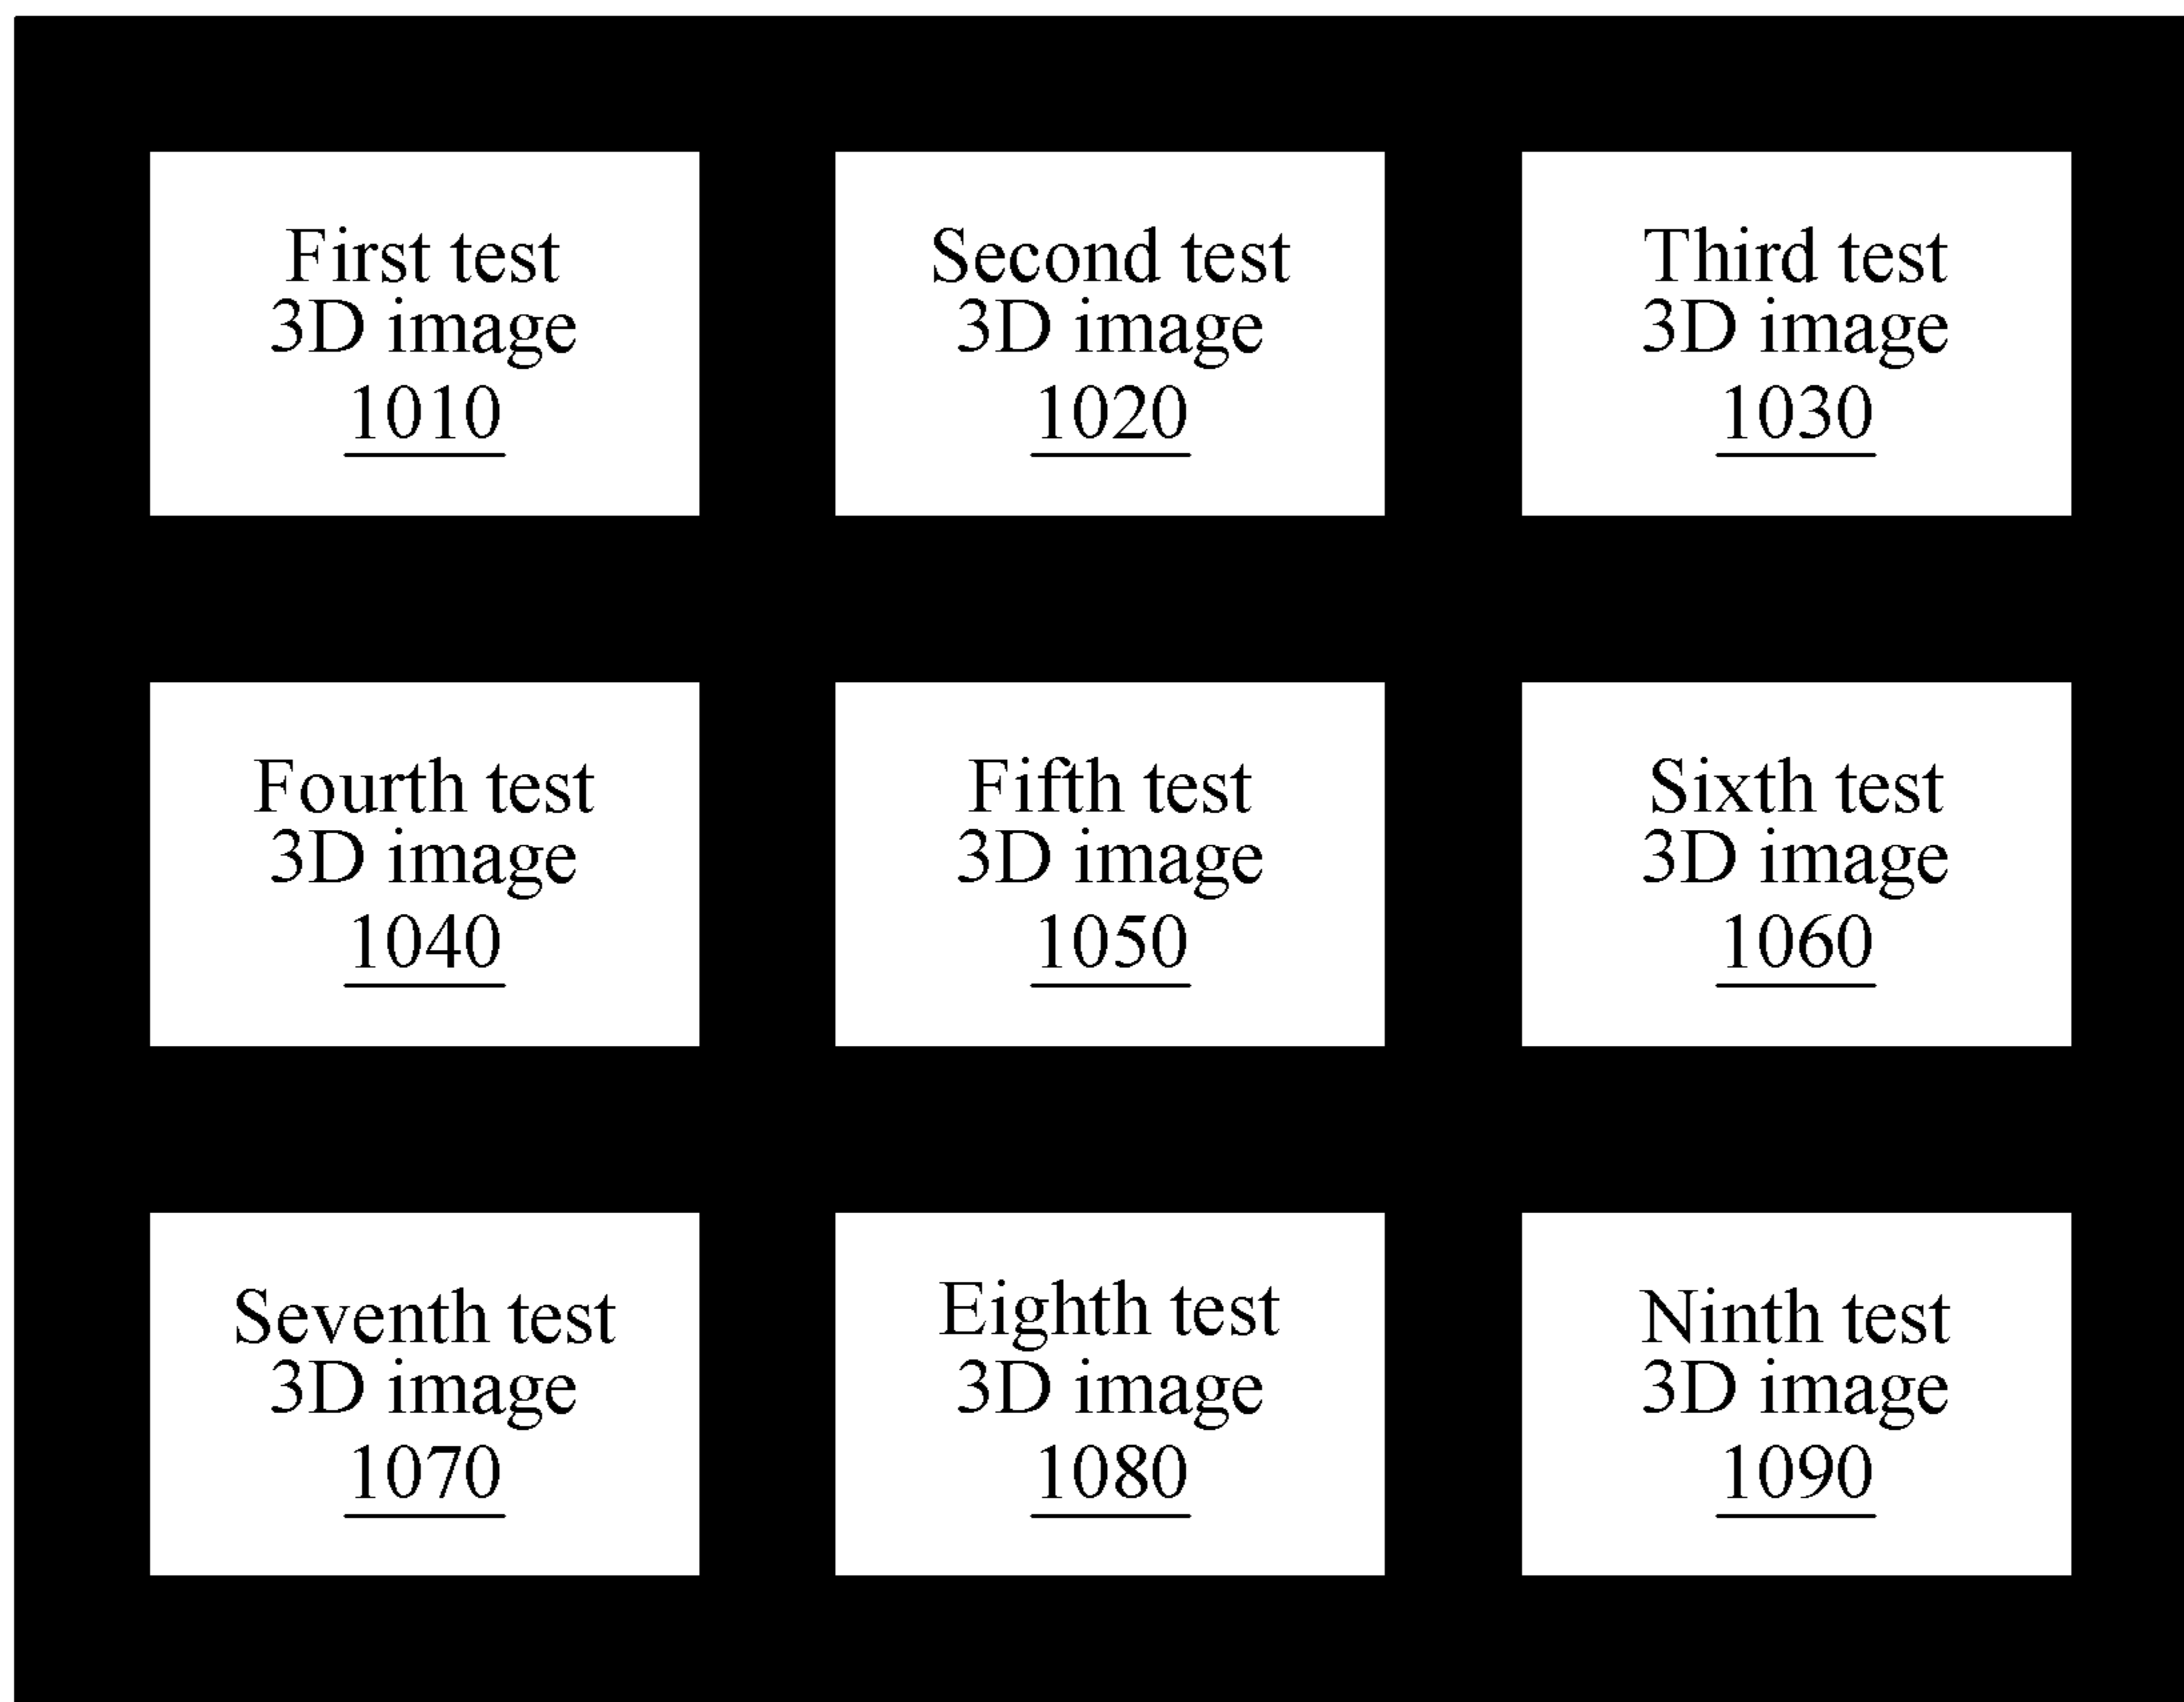 First test
3D image
1010
Second test
3D image
1020
Third test
3D image
1030
Fourth test
3D image
1040
Fifth test
3D image
1050
Sixth test
3D image
1060
Seventh test
3D image
1070
Eighth test
3D image
1080
Ninth test
3D image
1090